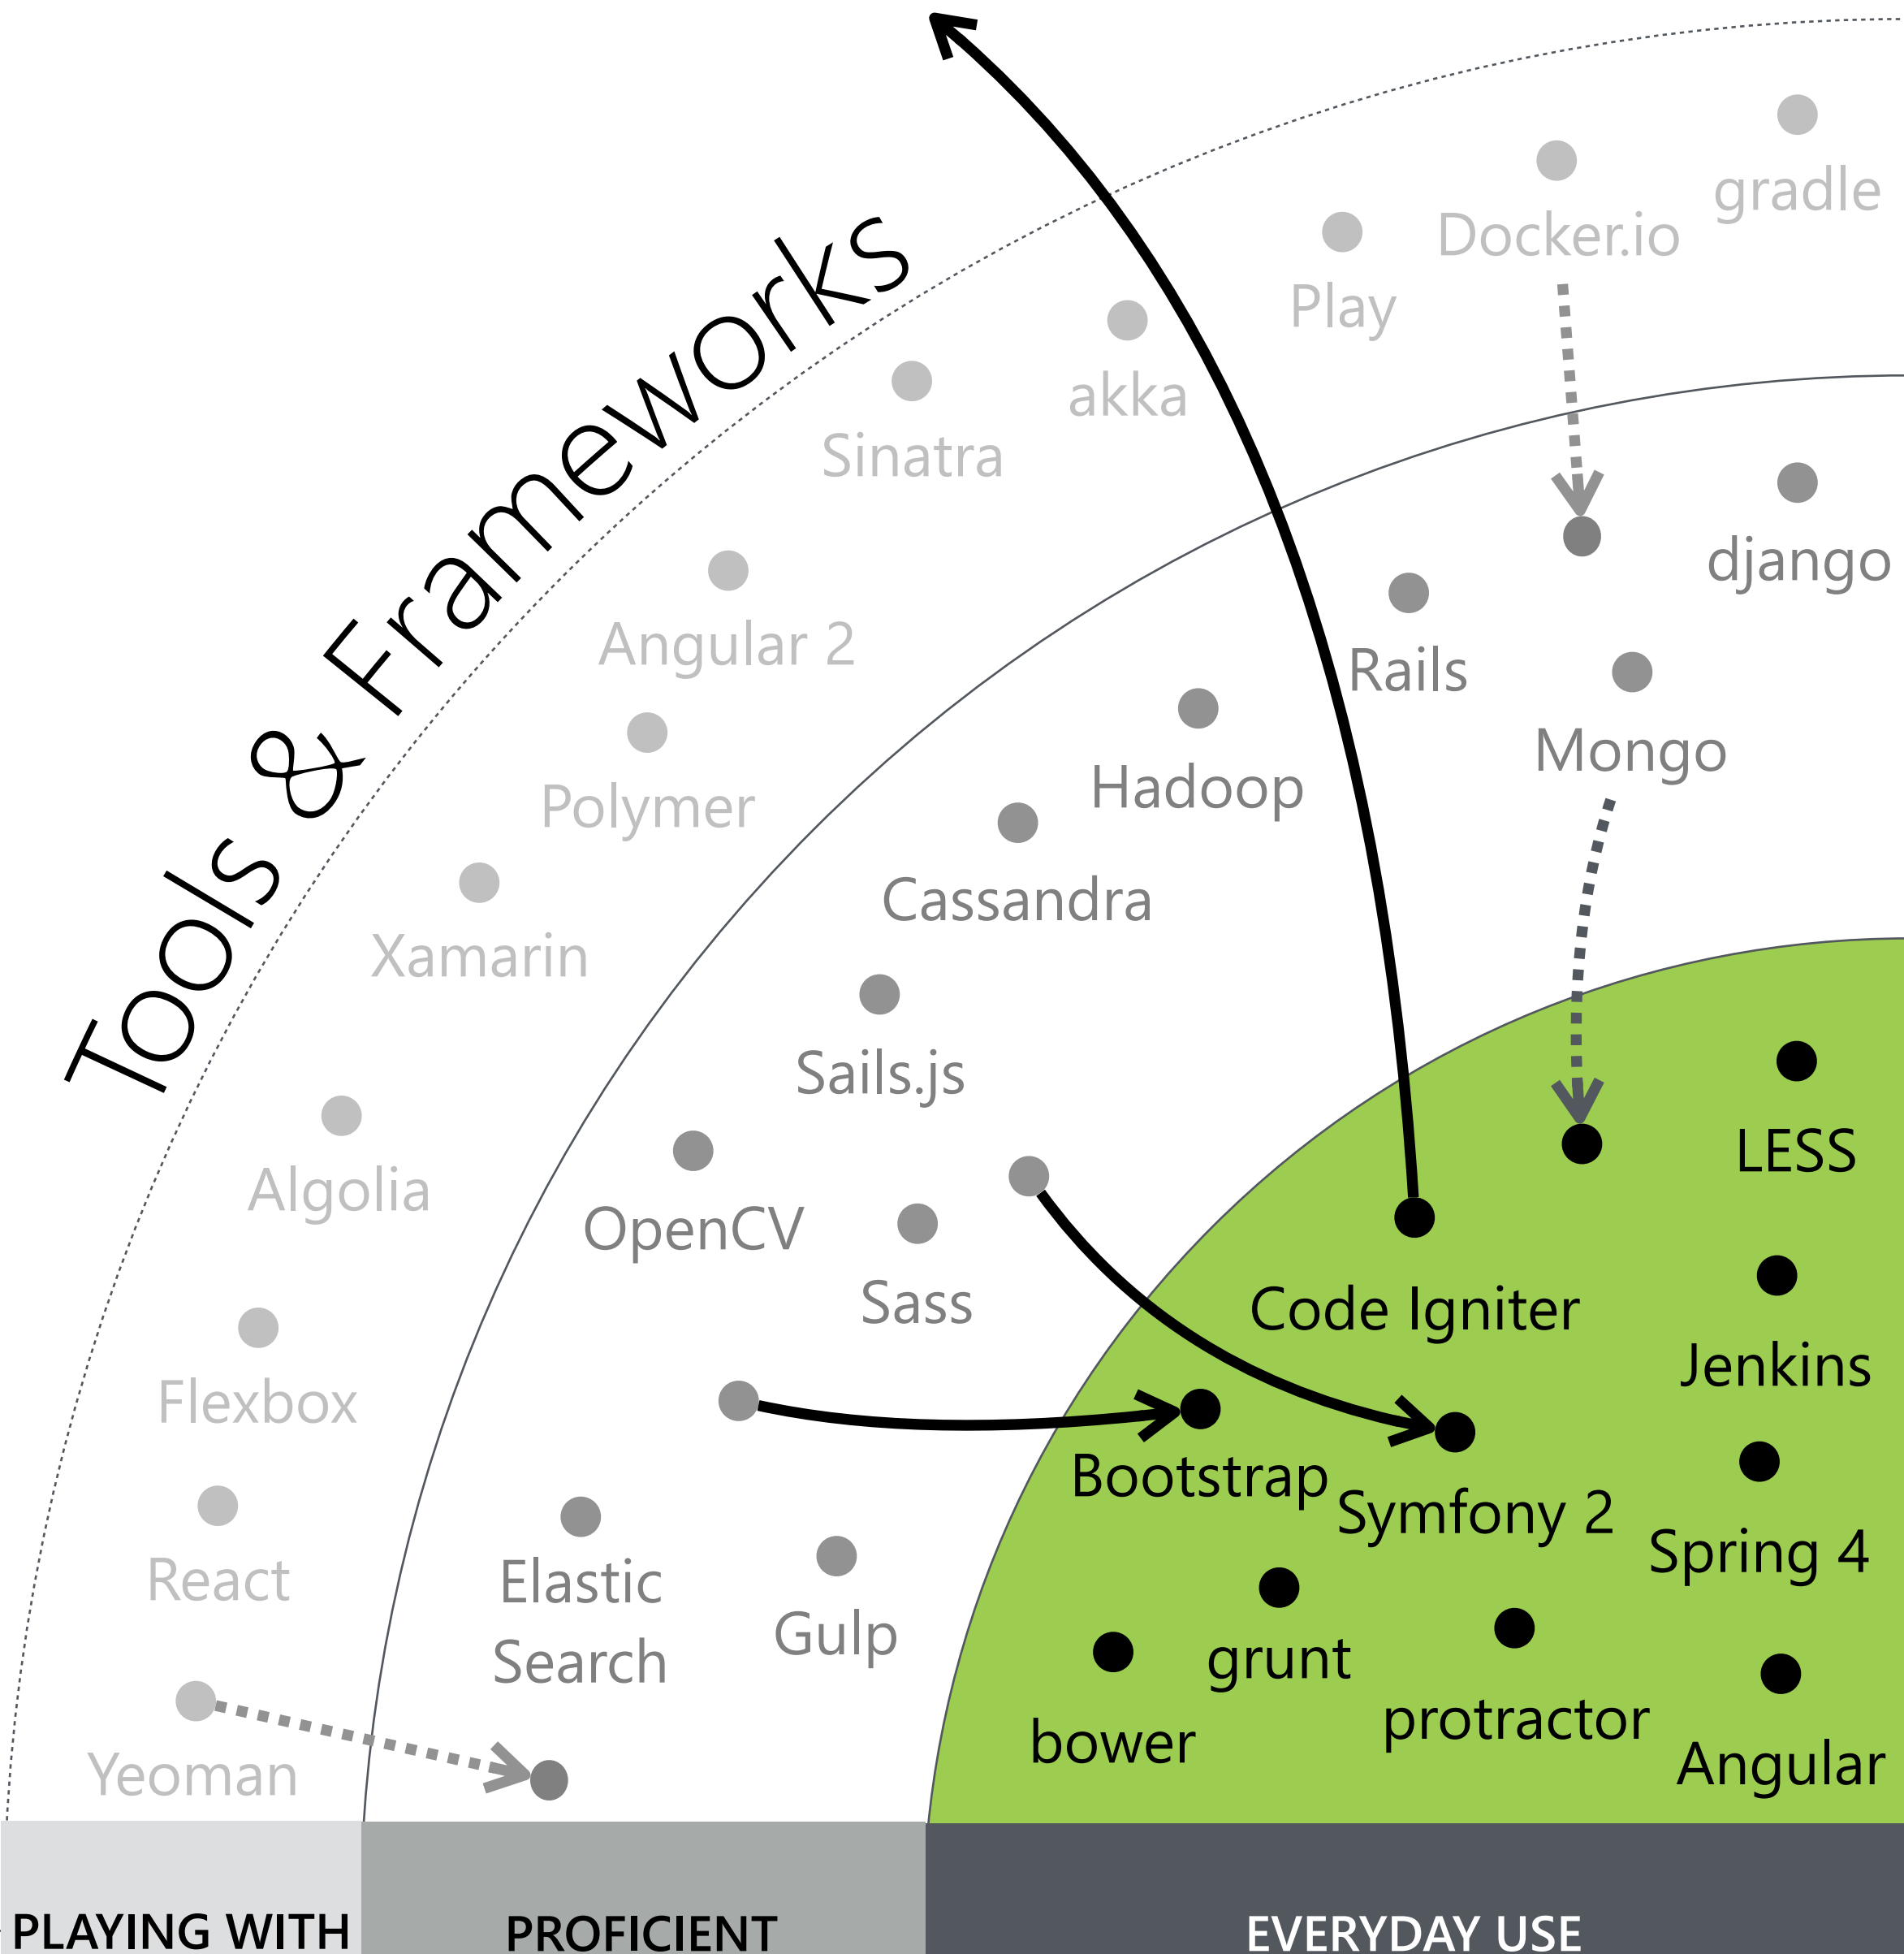 Tools & Frameworks
gradle
Docker.io
Play
akka
Sinatra
Angular 2
Polymer
Xamarin
Algolia
Flexbox
React
Yeoman
django
Rails
Mongo
Hadoop
Cassandra
Sails.js
OpenCV
Sass
Elastic
Search
Gulp
LESS
Code Igniter
Jenkins
Bootstrap
Symfony 2
Spring 4
grunt
protractor
bower
Angular
PLAYING WITH
PROFICIENT
EVERYDAY USE